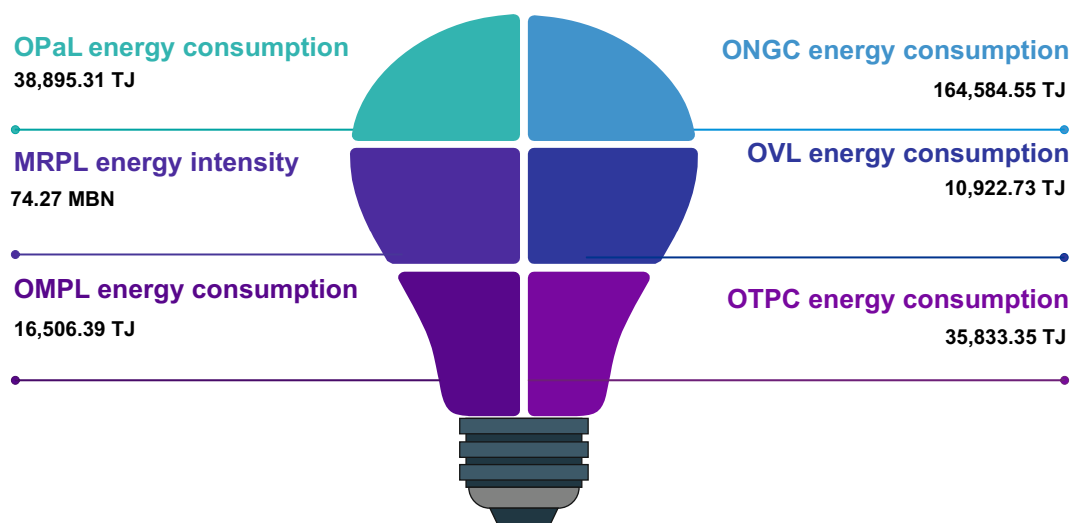 OPaL energy consumption
38,895.31 TJ
MRPL energy intensity
74.27 MBN
OMPL energy consumption
16,506.39 TJ
ONGC energy consumption
164,584.55 TJ
OVL energy consumption
10,922.73 TJ
OTPC energy consumption
35,833.35 TJ